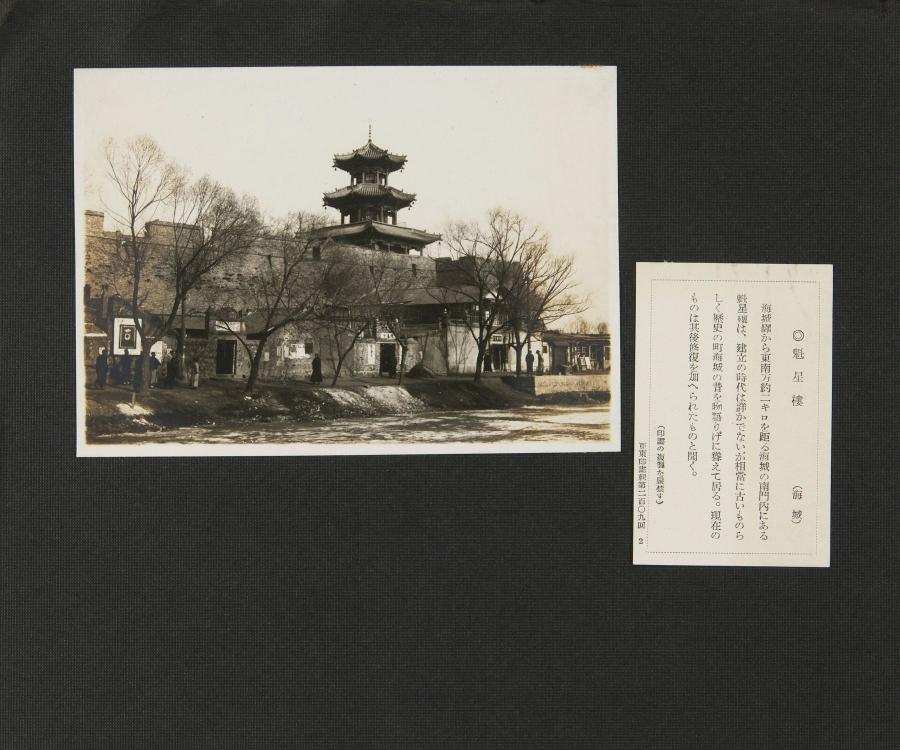 ◎魁星樓　（海城）
海城驛から東南方約二キロを距る海城の南門內にある
魁星樓は、建立の時代は詳かでないが相當に古いものら
しく歷史の町海城の昔を物語りげに聳えて居る。現在の
ものは其後修復を加へられたものと聞く。
（印畫の複製を嚴禁す）
亞東印畫輯第二百〇九回　2